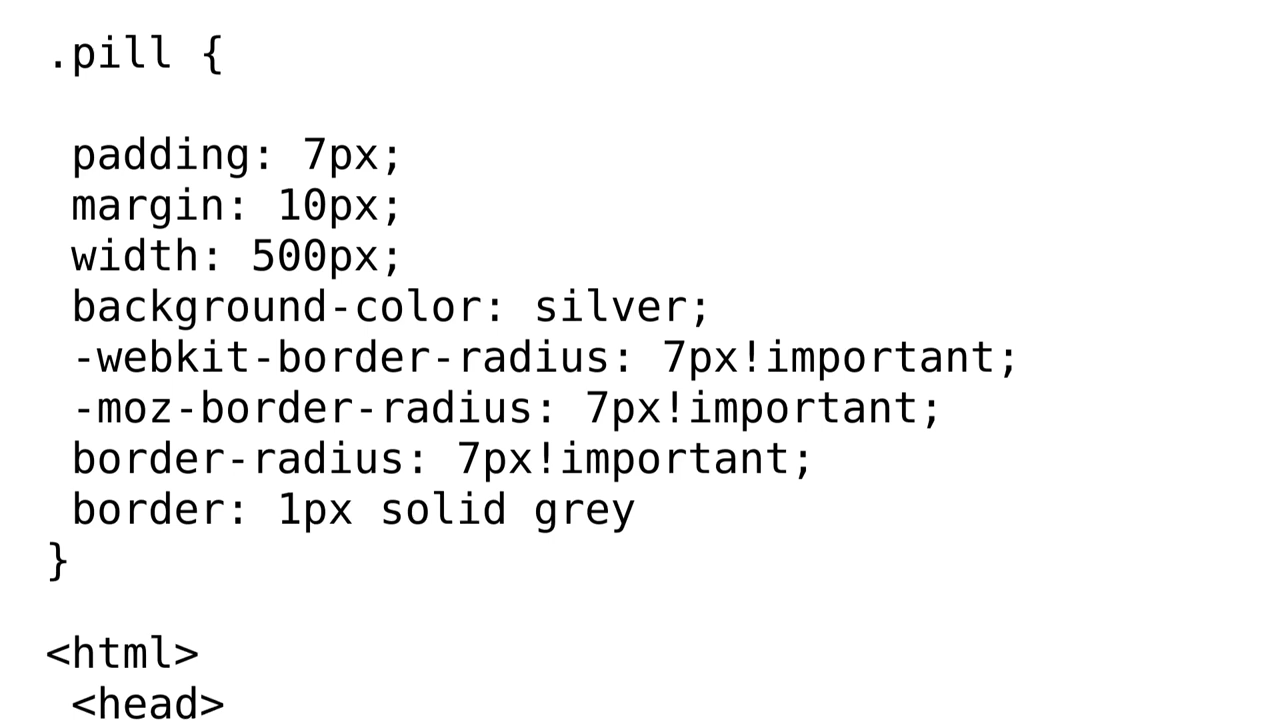 .pill {
padding: 7px;
margin: 10px;
width: 500px;
background-color: silver;
-webkit-border-radius: 7px!important;
-moz-border-radius: 7px!important;
border-radius: 7px!important;
border: 1px solid grey
}
<html>
<head>